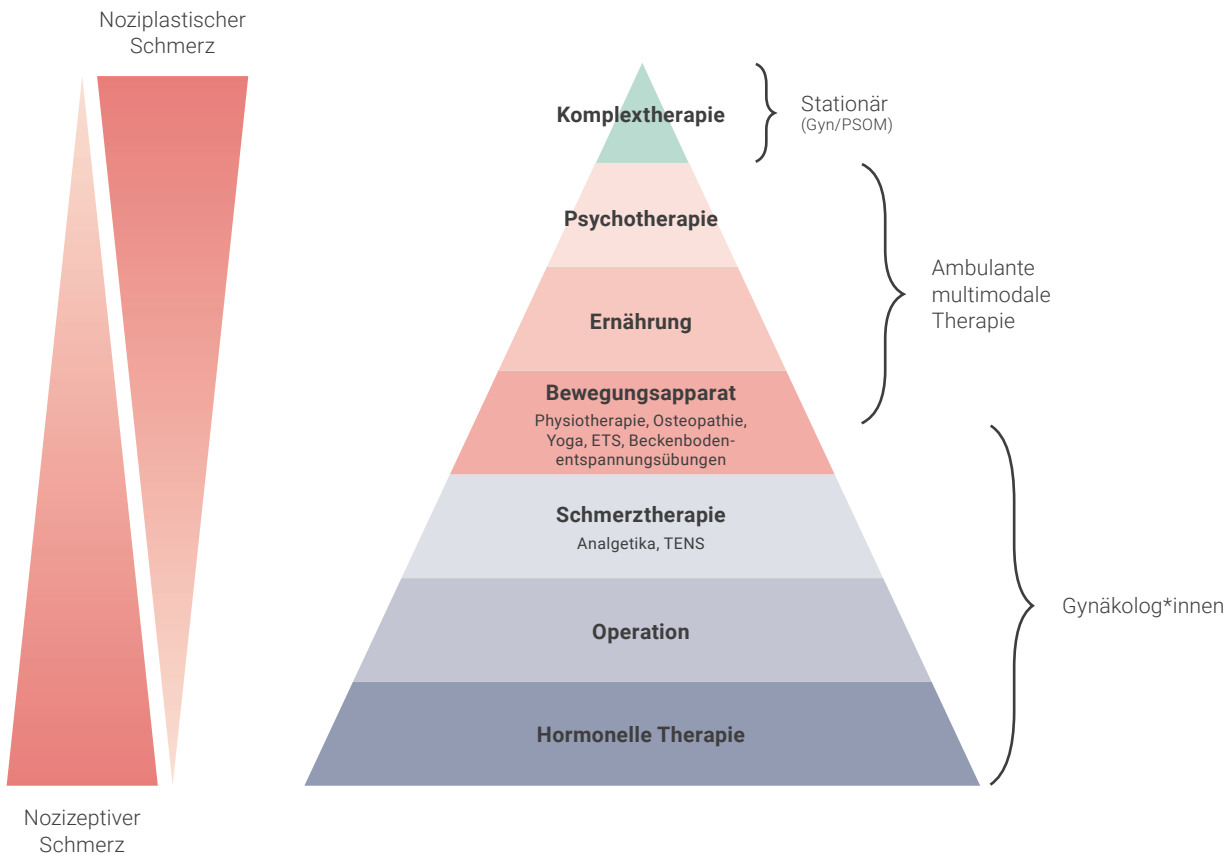 Noziplastischer
Schmerz
Komplextherapie
Stationär
(Gyn/PSOM)
Psychotherapie
Ambulante
multimodale
Therapie
Ernährung
Bewegungsapparat
Physiotherapie, Osteopathie,
Yoga, ETS, Beckenboden-
entspannungsübungen
Schmerztherapie
Analgetika, TENS
Gynäkolog*innen
Operation
Hormonelle Therapie
Nozizeptiver
Schmerz